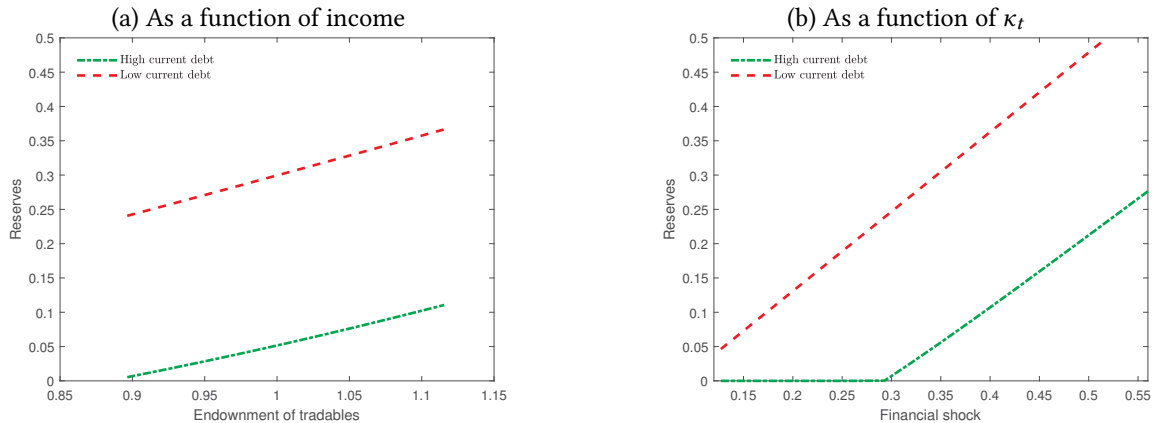 (a) As a function of income
0.5
0.45
0.4
0.35
0.3
0.25
0.2
0.15
0.1
0.05
0
Reserves
High current debt
Low current debt
0.85 0.9 0.95 1 1.05 1.1 1.15
Endownment of tradables
(b) As a function of κt
0.5
0.45
0.4
0.35
0.3
0.25
0.2
0.15
0.1
0.05
0
Reserves
High current debt
Low current debt
0.15 0.2 0.25 0.3 0.35 0.4 0.45 0.5 0.55
Financial shock